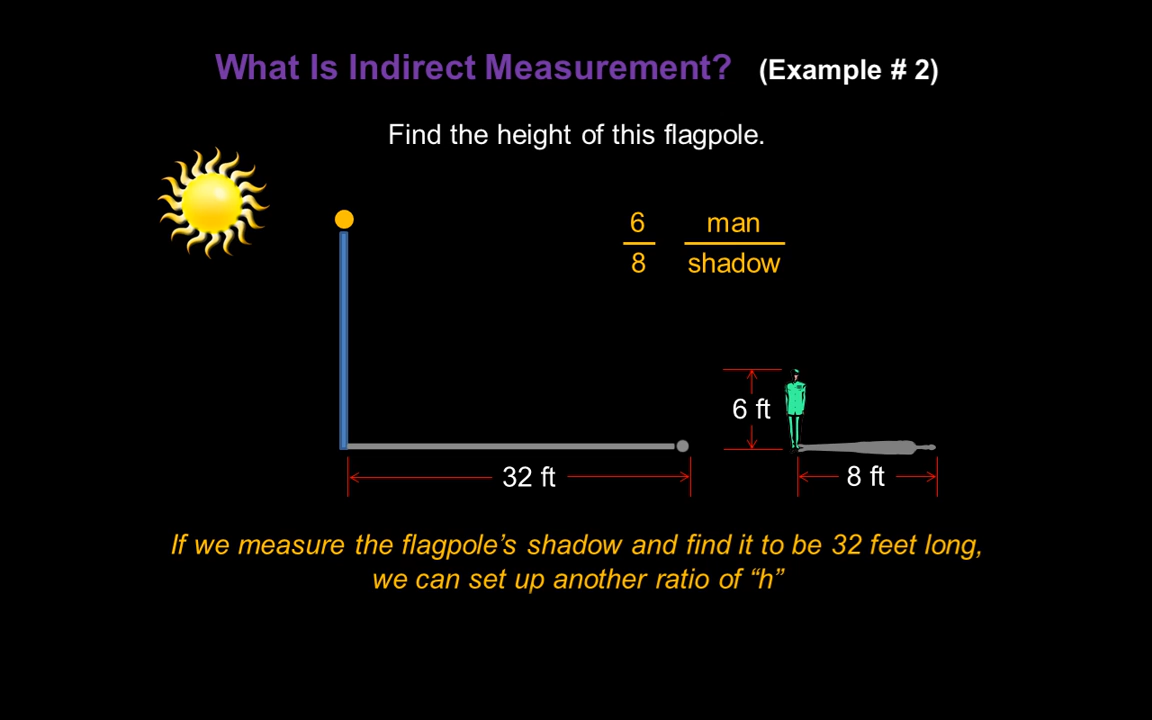 What Is Indirect Measurement? (Example # 2)
Find the height of this flagpole.
6 man
8 shadow
6 ft
32 ft
8 ft
If we measure the flagpole’s shadow and find it to be 32 feet long,
we can set up another ratio of “h”